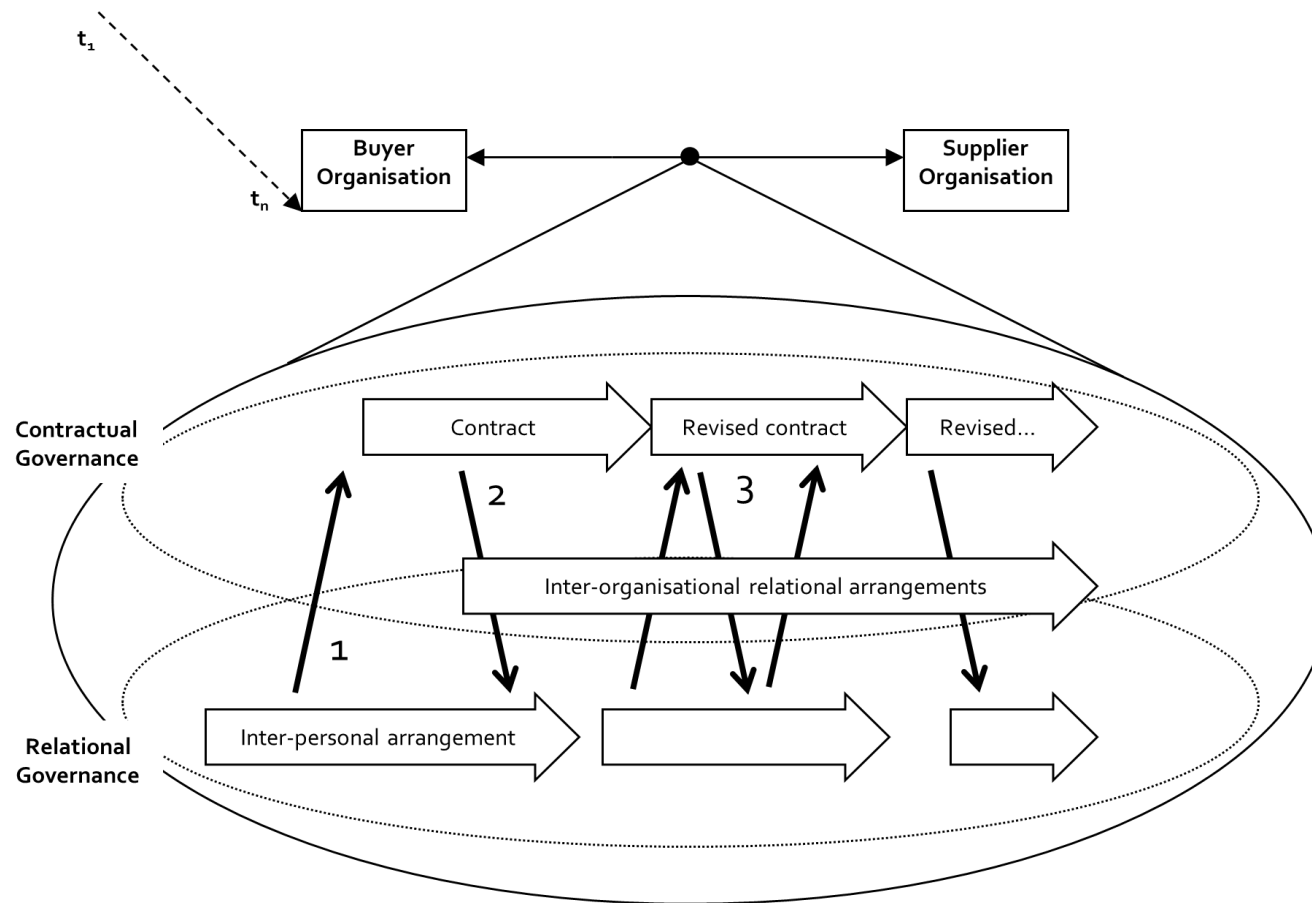 t₁
Buyer
Organisation
Supplier
Organisation
tₙ
Contractual
Governance
Contract
Revised contract
Revised...
2
3
Inter-organisational relational arrangements
1
Relational
Governance
Inter-personal arrangement